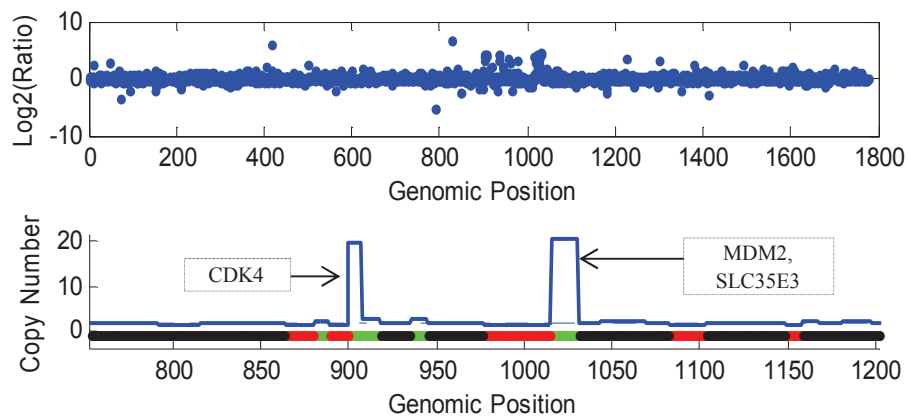 10
0
-10
Log2(Ratio)
0 200 400 600 800 1000 1200 1400 1600 1800
Genomic Position
20
10
0
Copy Number
CDK4
MDM2,
SLC35E3
800 850 900 950 1000 1050 1100 1150 1200
Genomic Position